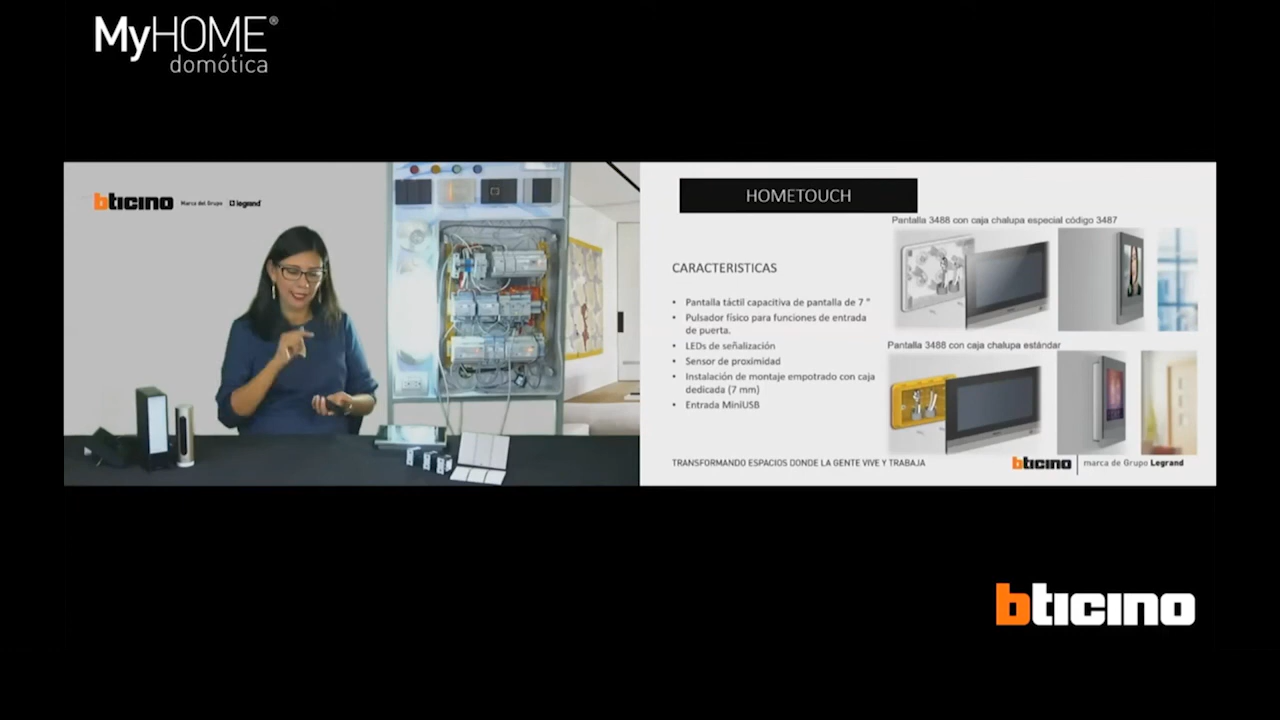 MyHOME®
domótica
bticino Marca del Grupo legrand
HOMETOUCH
Pantalla 3488 con caja chalupa especial código 3487
CARACTERISTICAS
• Pantalla táctil capacitiva de pantalla de 7 "
• Pulsador físico para funciones de entrada
de puerta.
• LEDs de señalización
• Sensor de proximidad
• Instalación de montaje empotrado con caja
dedicada (7 mm)
• Entrada MiniUSB
Pantalla 3488 con caja chalupa estándar
TRANSFORMANDO ESPACIOS DONDE LA GENTE VIVE Y TRABAJA
bticino marca de Grupo Legrand
bticino